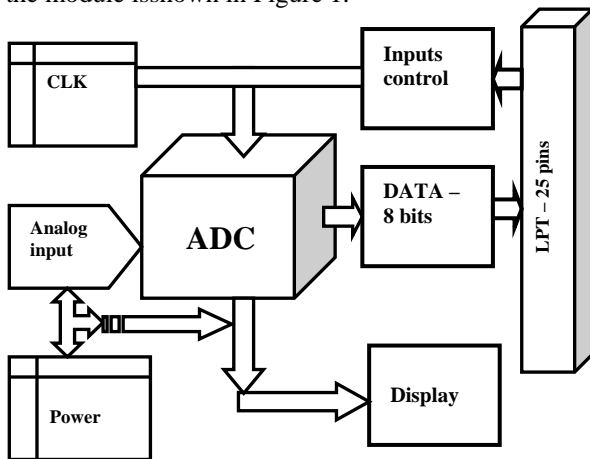 the module isshown in Figure 1.
CLK
Inputs
control
Analog
input
ADC
DATA –
8 bits
LPT – 25 pins
Power
Display